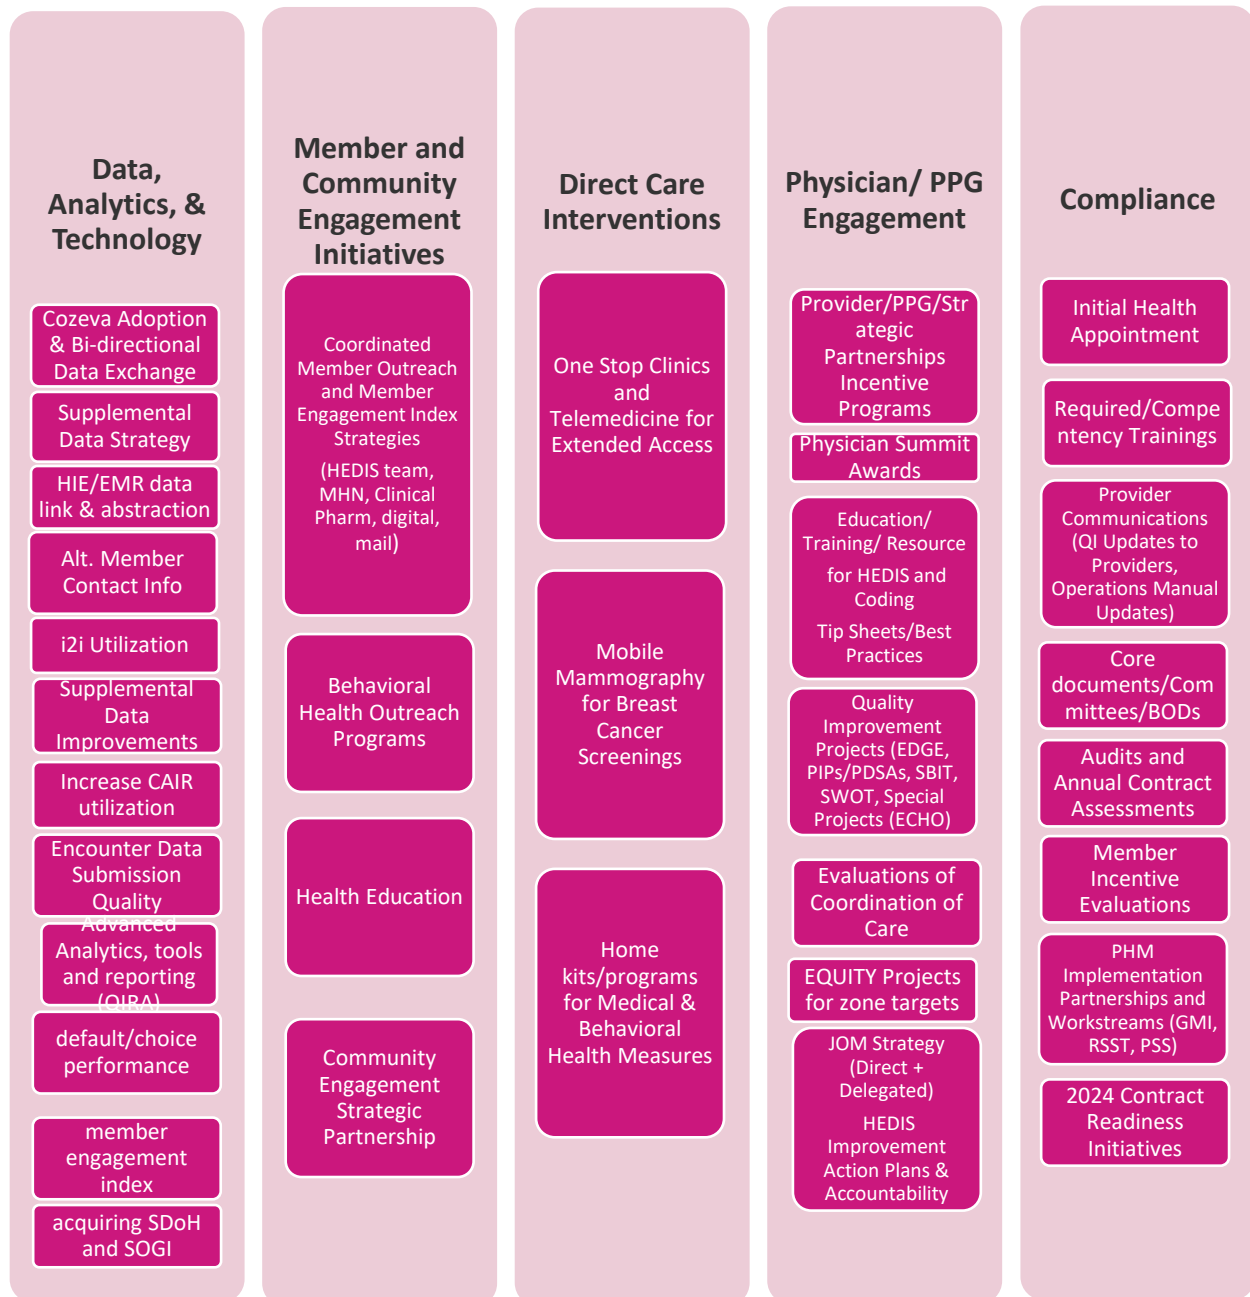 Data,
Analytics, &
Technology
Cozeva Adoption
& Bi-directional
Data Exchange
Supplemental
Data Strategy
HIE/EMR data
link & abstraction
Alt. Member
Contact Info
i2i Utilization
Supplemental
Data
Improvements
Increase CAIR
utilization
Encounter Data
Submission
Quality
Advanced
Analytics, tools
and reporting
(QIRA)
default/choice
performance
member
engagement
index
acquiring SDoH
and SOGI
Member and
Community
Engagement
Initiatives
Coordinated
Member Outreach
and Member
Engagement Index
Strategies
(HEDIS team,
MHN, Clinical
Pharm, digital,
mail)
Behavioral
Health Outreach
Programs
Health Education
Community
Engagement
Strategic
Partnership
Direct Care
Interventions
One Stop Clinics
and
Telemedicine for
Extended Access
Mobile
Mammography
for Breast
Cancer
Screenings
Home
kits/programs
for Medical &
Behavioral
Health Measures
Physician/ PPG
Engagement
Provider/PPG/Str
ategic
Partnerships
Incentive
Programs
Physician Summit
Awards
Education/
Training/ Resource
for HEDIS and
Coding
Tip Sheets/Best
Practices
Quality
Improvement
Projects (EDGE,
PIPs/PDSAs, SBIT,
SWOT, Special
Projects (ECHO)
Evaluations of
Coordination of
Care
EQUITY Projects
for zone targets
JOM Strategy
(Direct +
Delegated)
HEDIS
Improvement
Action Plans &
Accountability
Compliance
Initial Health
Appointment
Required/Compe
ntency Trainings
Provider
Communications
(QI Updates to
Providers,
Operations Manual
Updates)
Core
documents/Com
mittees/BODs
Audits and
Annual Contract
Assessments
Member
Incentive
Evaluations
PHM
Implementation
Partnerships and
Workstreams (GMI,
RSST, PSS)
2024 Contract
Readiness
Initiatives